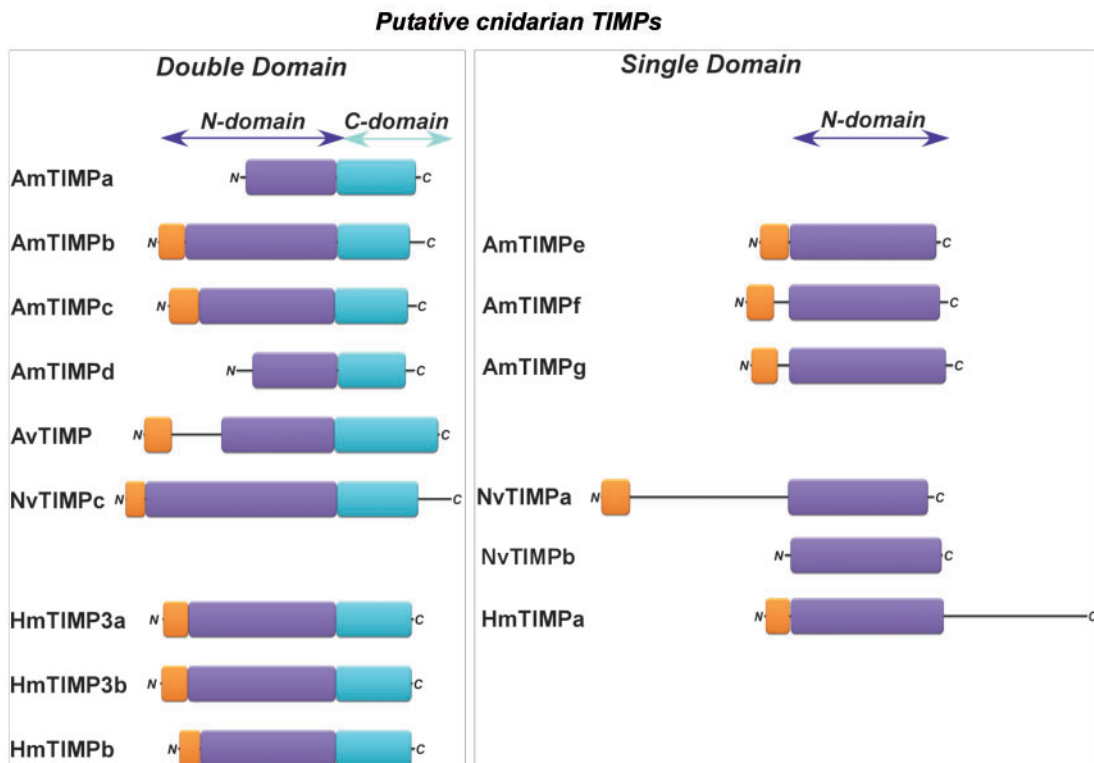 Putative cnidarian TIMPs
Double Domain
N-domain C-domain
AmTIMPa N C
AmTIMPb N C
AmTIMPc N C
AmTIMPd N C
AvTIMP N C
NvTIMPc N C
HmTIMP3a N C
HmTIMP3b N C
HmTIMPb N C
Single Domain
N-domain
AmTIMPe N C
AmTIMPf N C
AmTIMPg N C
NvTIMPa N C
NvTIMPb N C
HmTIMPa N C